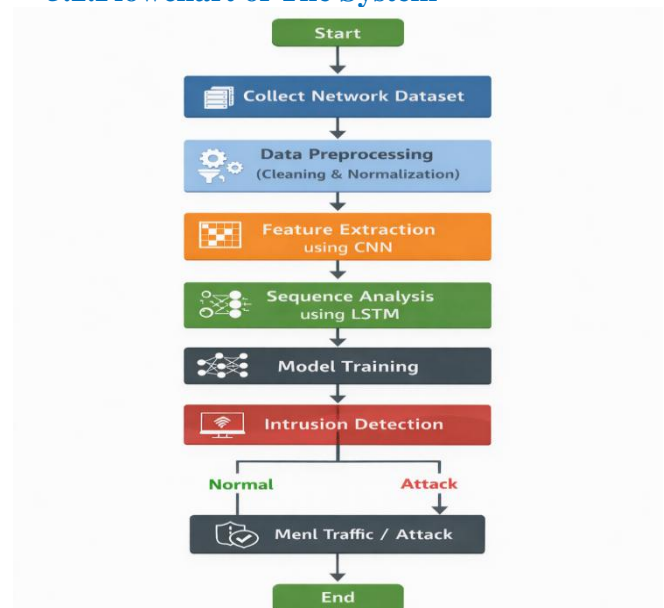 Start
Collect Network Dataset
Data Preprocessing
(Cleaning & Normalization)
Feature Extraction
using CNN
Sequence Analysis
using LSTM
Model Training
Intrusion Detection
Normal Attack
Menl Traffic / Attack
End